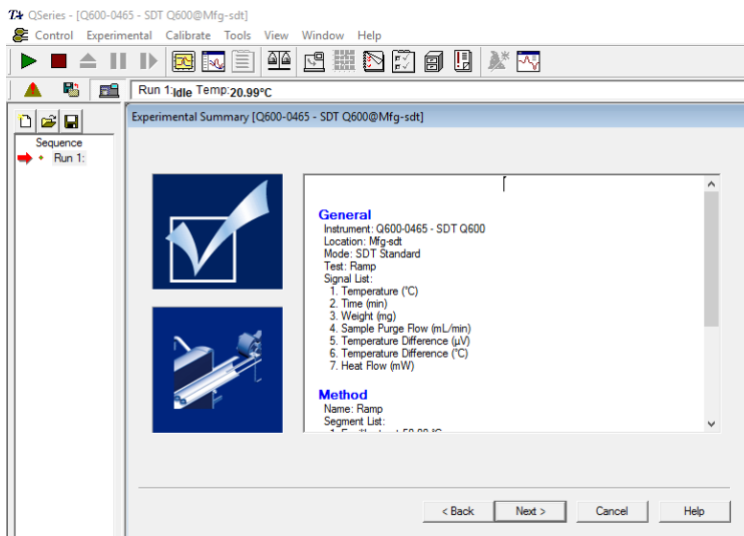 QSeries - [Q600-0465 - SDT Q600@Mfg-sdt]
Control Experimental Calibrate Tools View Window Help
Run 1:Idle Temp:20.99°C
Experimental Summary [Q600-0465 - SDT Q600@Mfg-sdt]
Sequence
Run 1:
General
Instrument: Q600-0465 - SDT Q600
Location: Mfg-sdt
Mode: SDT Standard
Test: Ramp
Signal List:
1. Temperature (°C)
2. Time (min)
3. Weight (mg)
4. Sample Purge Flow (mL/min)
5. Temperature Difference (µV)
6. Temperature Difference (°C)
7. Heat Flow (mW)
Method
Name: Ramp
Segment List:
< Back Next > Cancel Help